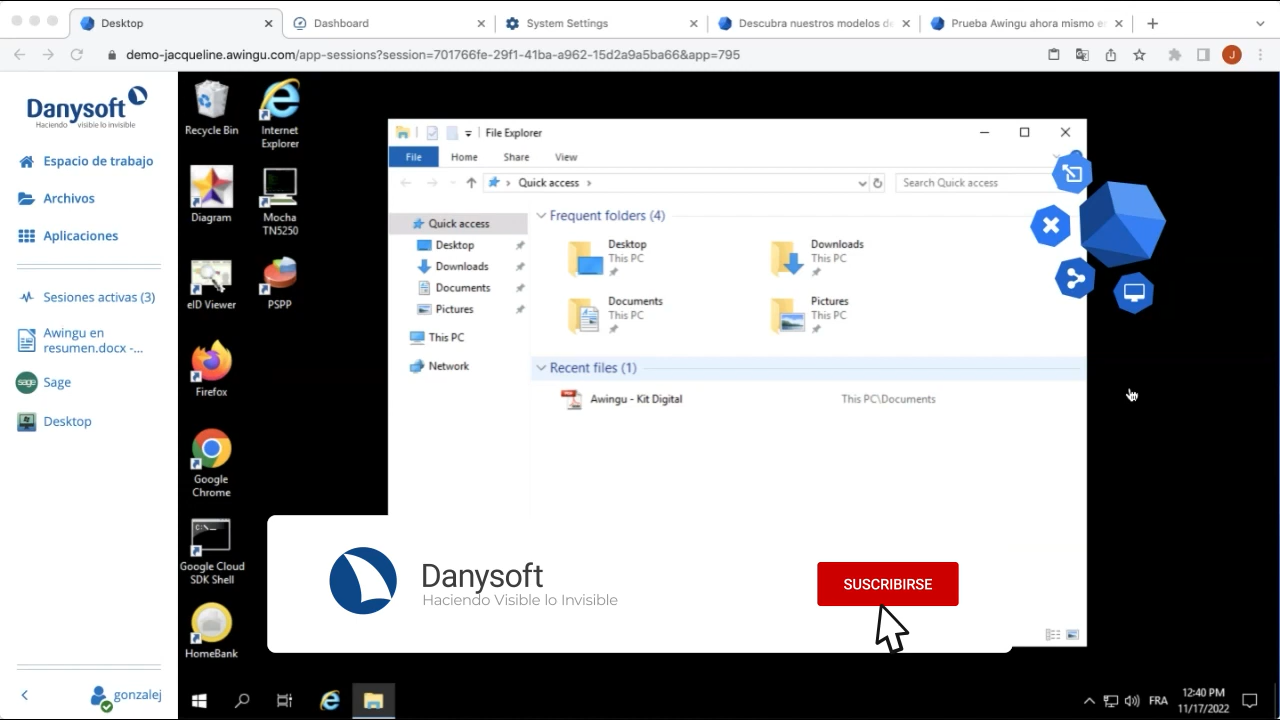 Desktop
Dashboard
System Settings
Descubra nuestros modelos de
Prueba Awingu ahora mismo en
demo-jacqueline.awingu.com/app-sessions?session=701766fe-29f1-41ba-a962-15d2a9a5ba66&app=795
J
Danysoft
Haciendo visible lo invisible
Espacio de trabajo
Archivos
Aplicaciones
Sesiones activas (3)
Awingu en
resumen.docx -...
sage
Sage
Desktop
gonzalej
Recycle Bin
Internet
Explorer
Diagram
Mocha
TN5250
eID Viewer
PSPP
Firefox
Google
Chrome
Google Cloud
SDK Shell
HomeBank
File Explorer
File
Home
Share
View
Quick access
Search Quick access
Quick access
Desktop
Downloads
Documents
Pictures
This PC
Network
Frequent folders (4)
Desktop
This PC
Downloads
This PC
Documents
This PC
Pictures
This PC
Recent files (1)
Awingu - Kit Digital
This PC\Documents
Danysoft
Haciendo Visible lo Invisible
SUSCRIBIRSE
FRA
12:40 PM
11/17/2022